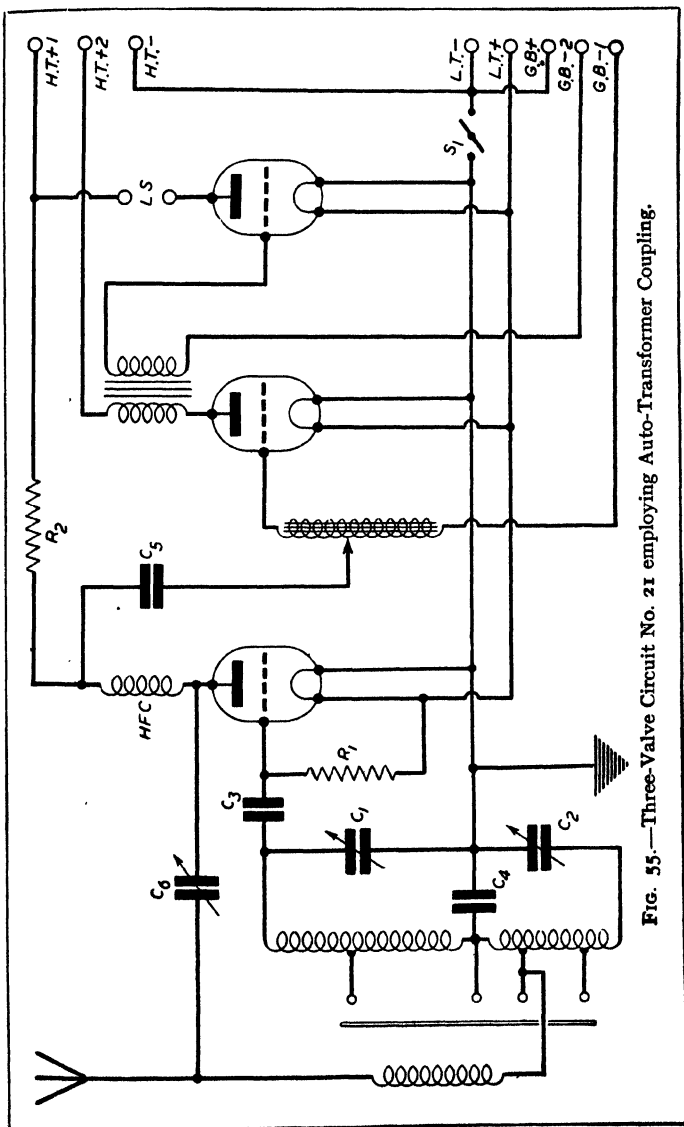 H.T.+1
H.T.+2
H.T.-
L.T.-
L.T.+
G.B.+
G.B.-2
G.B.-1
S1
LS
R2
C5
HFC
C6
C3
R1
C1
C4
C2
FIG. 55.—Three-Valve Circuit No. 21 employing Auto-Transformer Coupling.